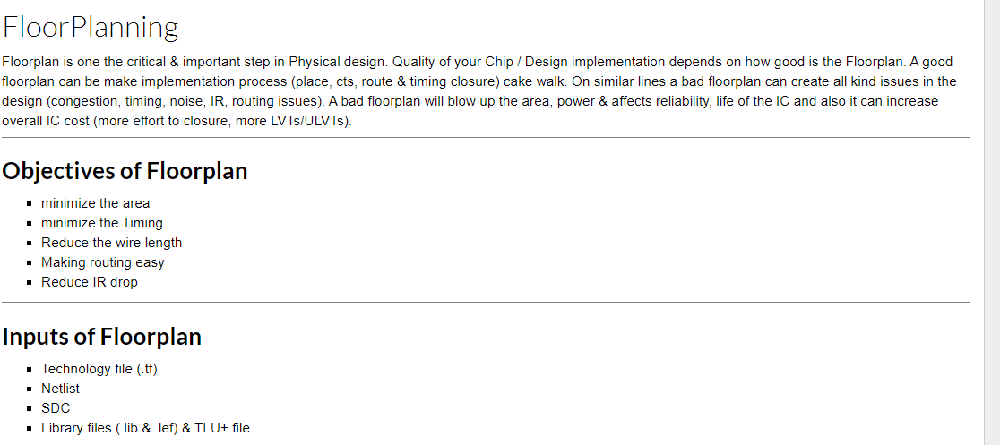 FloorPlanning
Floorplan is one the critical & important step in Physical design. Quality of your Chip / Design implementation depends on how good is the Floorplan. A good
floorplan can be make implementation process (place, cts, route & timing closure) cake walk. On similar lines a bad floorplan can create all kind issues in the
design (congestion, timing, noise, IR, routing issues). A bad floorplan will blow up the area, power & affects reliability, life of the IC and also it can increase
overall IC cost (more effort to closure, more LVTs/ULVTs).
Objectives of Floorplan
▪ minimize the area
▪ minimize the Timing
▪ Reduce the wire length
▪ Making routing easy
▪ Reduce IR drop
Inputs of Floorplan
▪ Technology file (.tf)
▪ Netlist
▪ SDC
▪ Library files (.lib & .lef) & TLU+ file